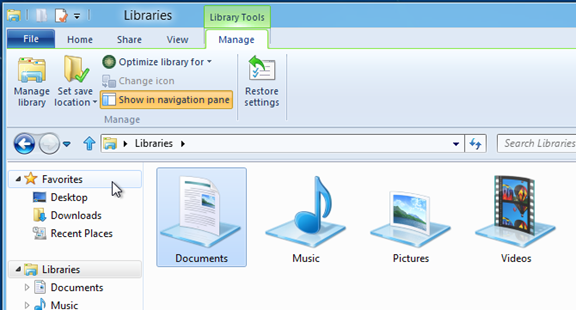 Libraries
Library Tools
File Home Share View Manage
Manage library
Set save location
Optimize library for
Change icon
Show in navigation pane
Restore settings
Manage
Libraries
Search Libraries
Favorites
Desktop
Downloads
Recent Places
Libraries
Documents
Music
Documents Music Pictures Videos